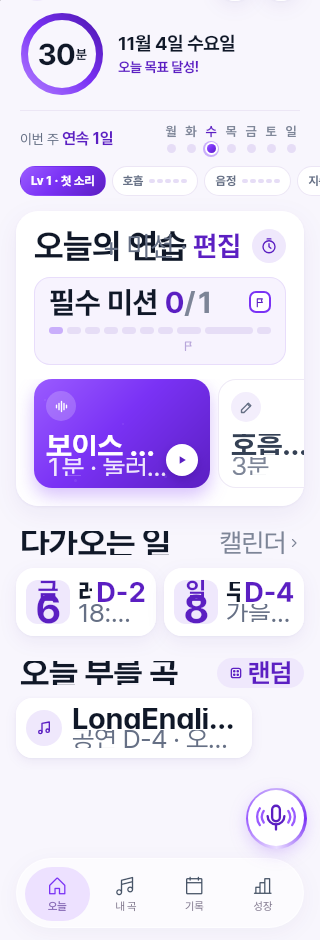 30분
11월 4일 수요일
오늘 목표 달성!
이번 주 연속 1일
월 화 수 목 금 토 일
Lv 1 · 첫 소리
호흡
음정
오늘의 연습
+ 미션
편집
필수 미션 0/1
보이스 ...
1분 · 눌러...
호흡...
3분
다가오는 일
캘린더 ›
금
6
D-2
18:...
일
8
D-4
가을...
오늘 부를 곡
랜덤
LongEngli...
공연 D-4 · 오...
오늘
내 곡
기록
성장